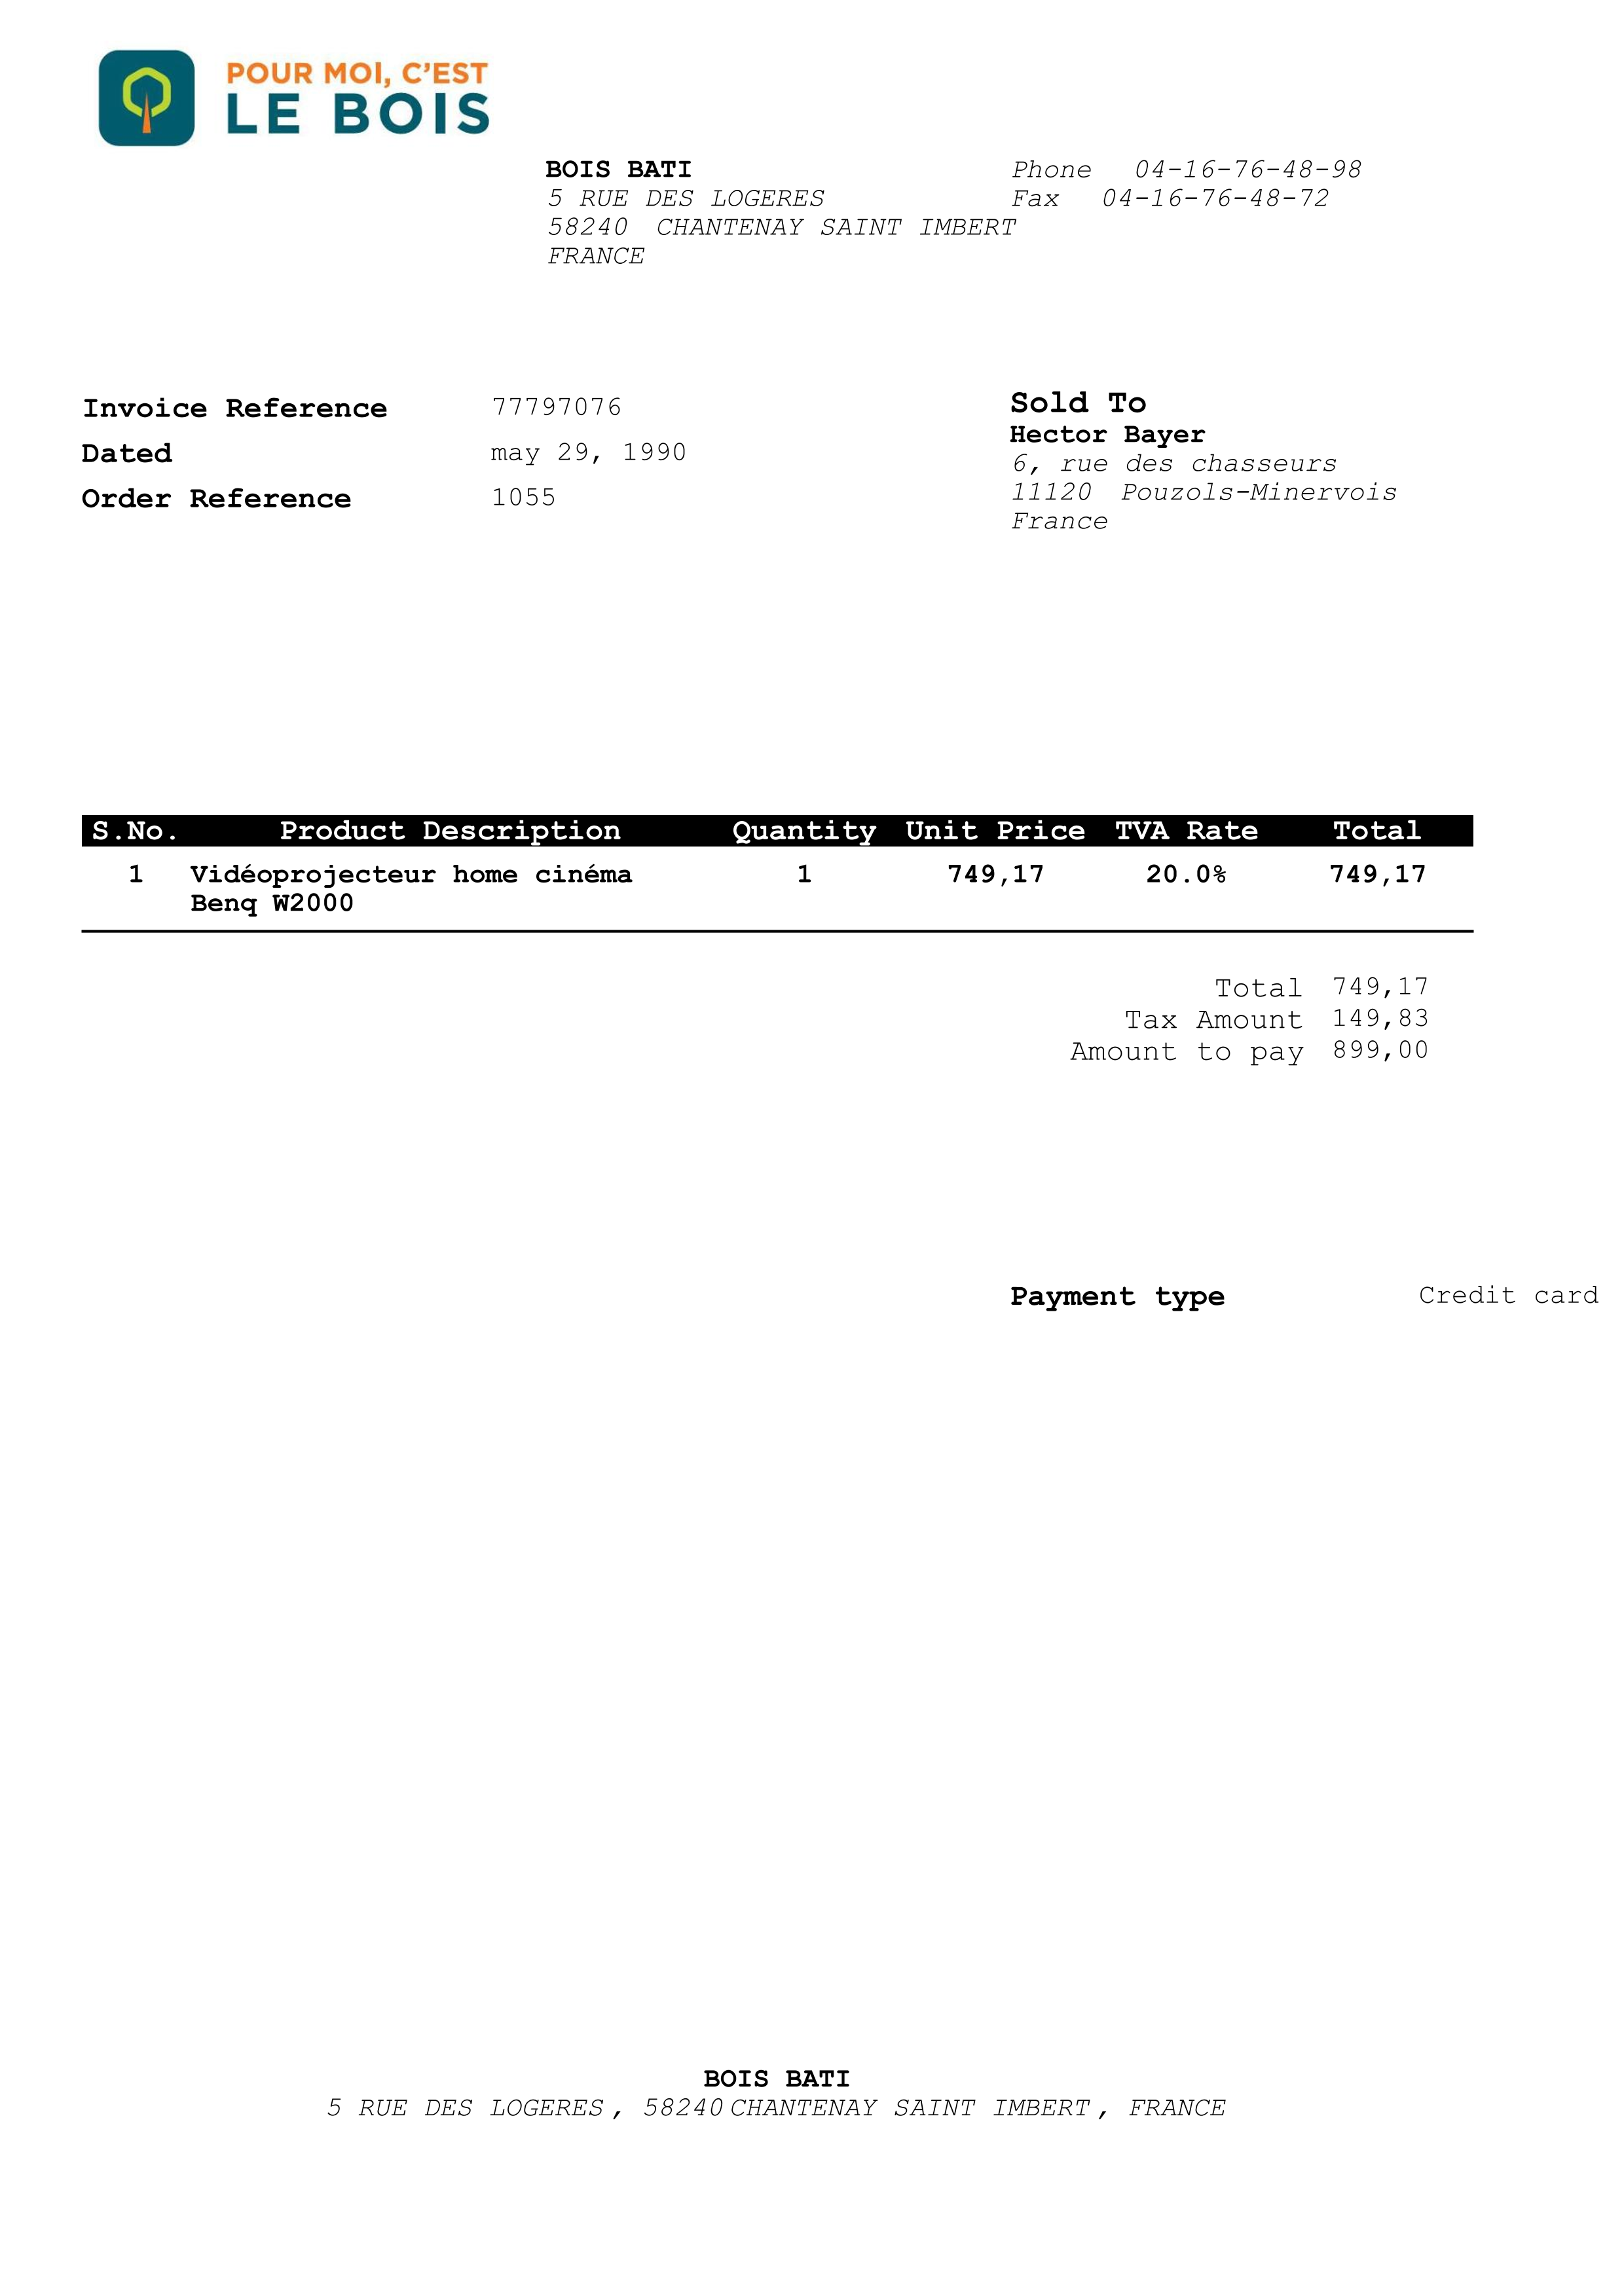 POUR MOI, C'EST
LE BOIS
BOIS BATI
5 RUE DES LOGERES
58240 CHANTENAY SAINT IMBERT
FRANCE
Phone 04-16-76-48-98
Fax 04-16-76-48-72
Invoice Reference 77797076
Dated may 29, 1990
Order Reference 1055
Sold To
Hector Bayer
6, rue des chasseurs
11120 Pouzols-Minervois
France
S.No. Product Description Quantity Unit Price TVA Rate Total
1 Vidéoprojecteur home cinéma 1 749,17 20.0% 749,17
Benq W2000
Total 749,17
Tax Amount 149,83
Amount to pay 899,00
Payment type Credit card
BOIS BATI
5 RUE DES LOGERES , 58240 CHANTENAY SAINT IMBERT , FRANCE